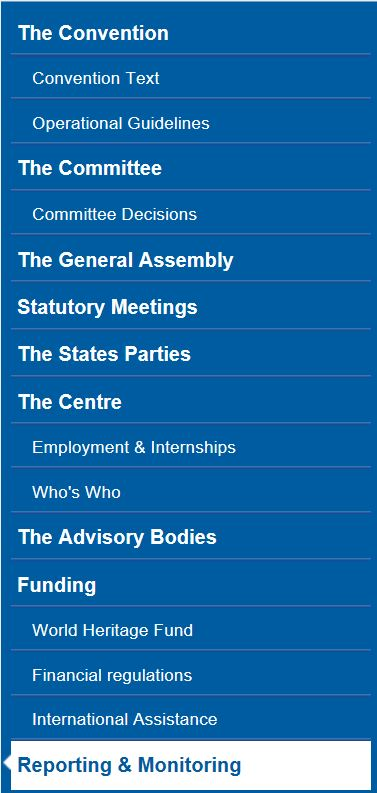 The Convention
Convention Text
Operational Guidelines
The Committee
Committee Decisions
The General Assembly
Statutory Meetings
The States Parties
The Centre
Employment & Internships
Who's Who
The Advisory Bodies
Funding
World Heritage Fund
Financial regulations
International Assistance
Reporting & Monitoring